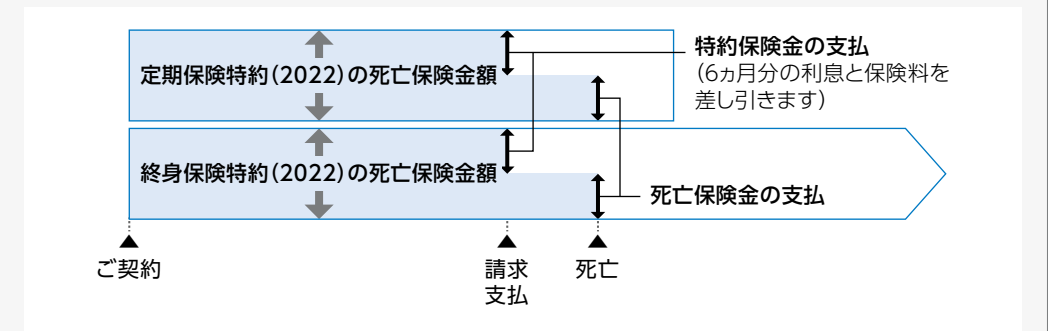 特約保険金の支払
（6ヵ月分の利息と保険料を
差し引きます）
定期保険特約（2022）の死亡保険金額
終身保険特約（2022）の死亡保険金額
死亡保険金の支払
ご契約
請求
支払
死亡